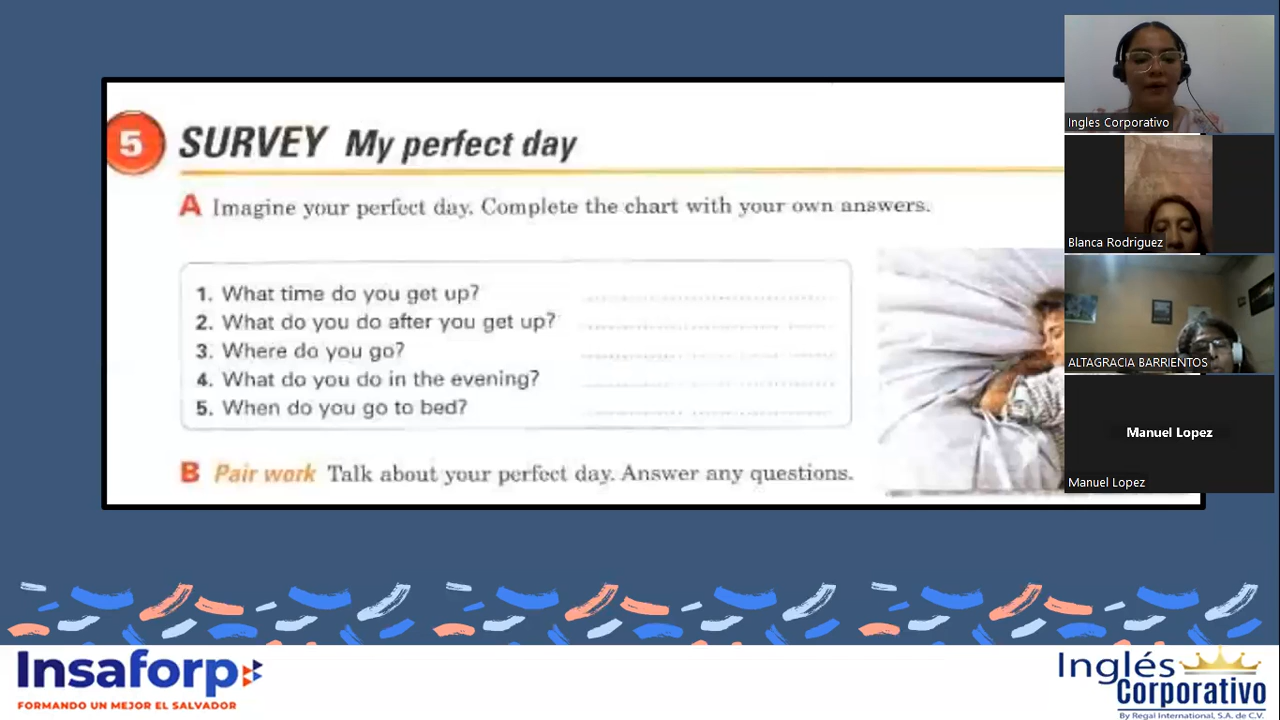 5 SURVEY My perfect day
A Imagine your perfect day. Complete the chart with your own answers.
1. What time do you get up?
2. What do you do after you get up?
3. Where do you go?
4. What do you do in the evening?
5. When do you go to bed?
B Pair work Talk about your perfect day. Answer any questions.
Ingles Corporativo
Blanca Rodriguez
ALTAGRACIA BARRIENTOS
Manuel Lopez
Manuel Lopez
Insaforp
FORMANDO UN MEJOR EL SALVADOR
Inglés
Corporativo
By Regal International, S.A. de C.V.